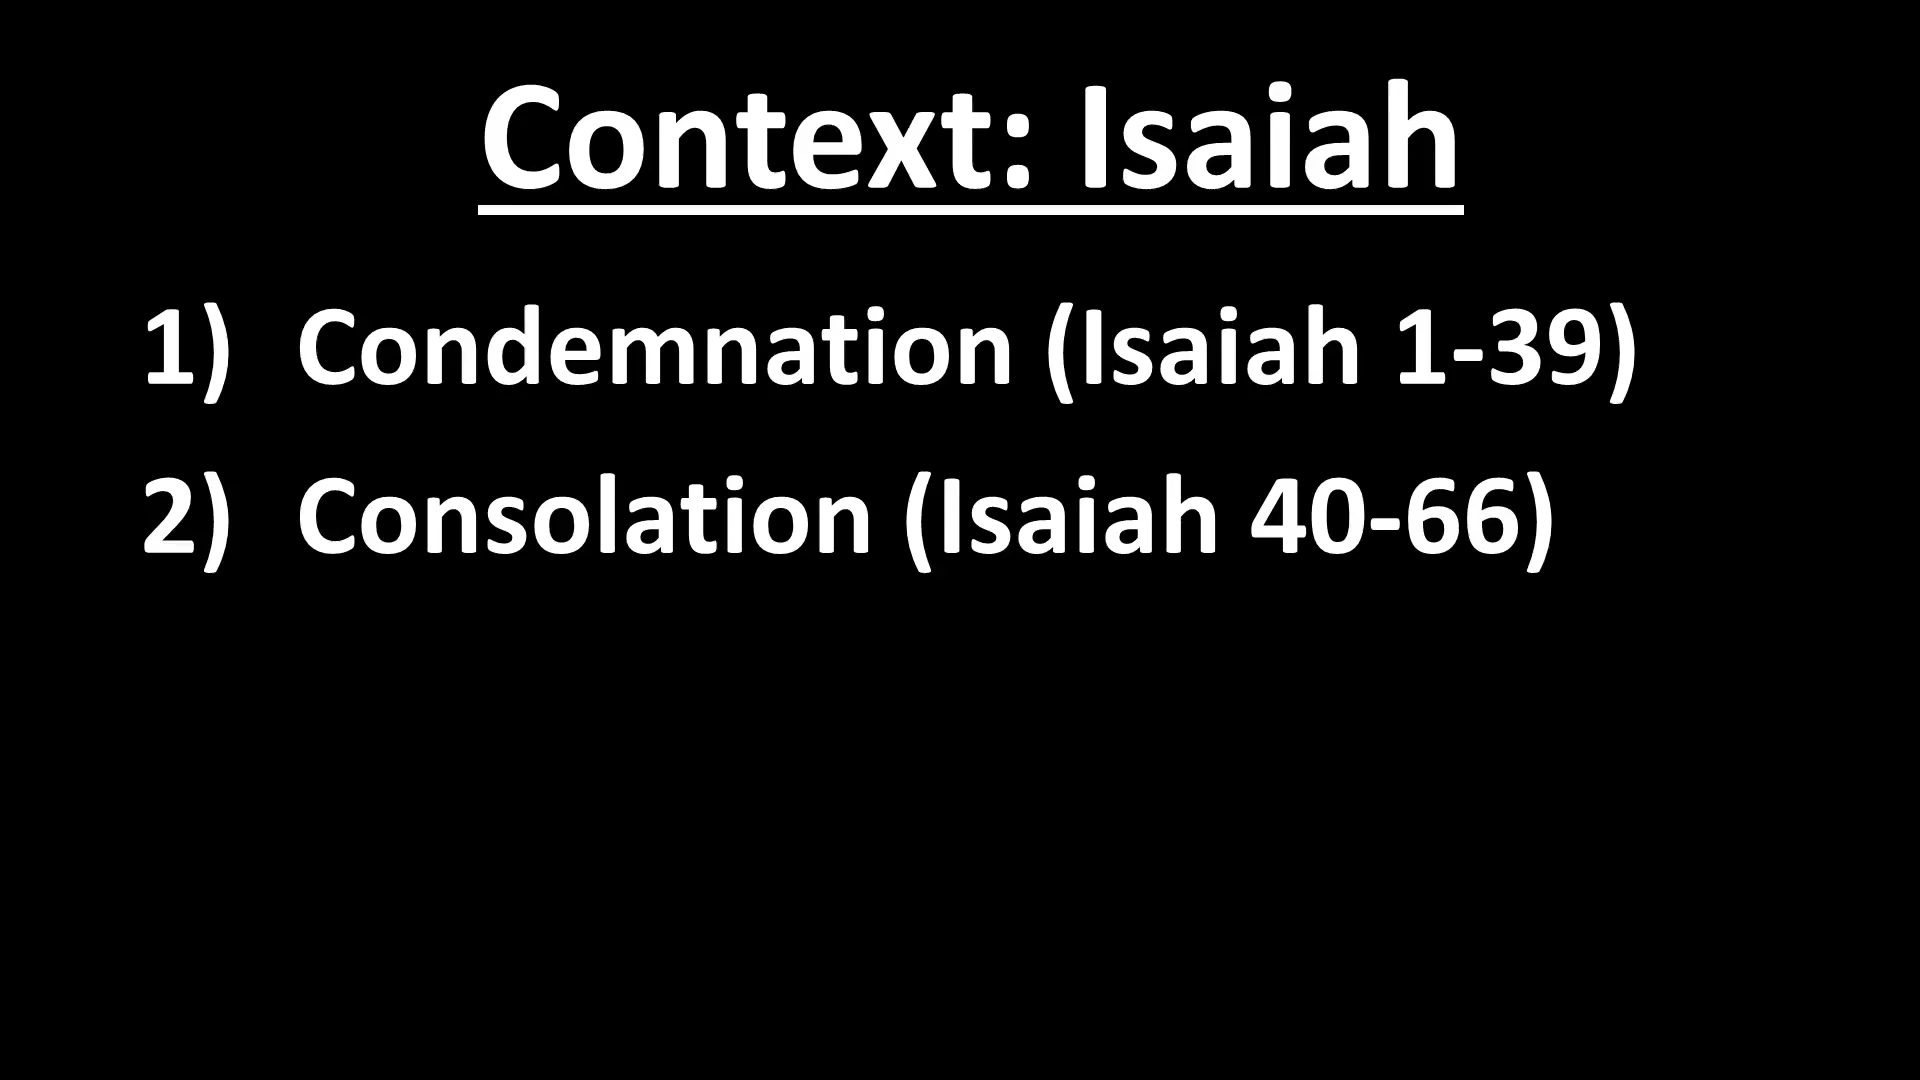 Context: Isaiah
1) Condemnation (Isaiah 1-39)
2) Consolation (Isaiah 40-66)